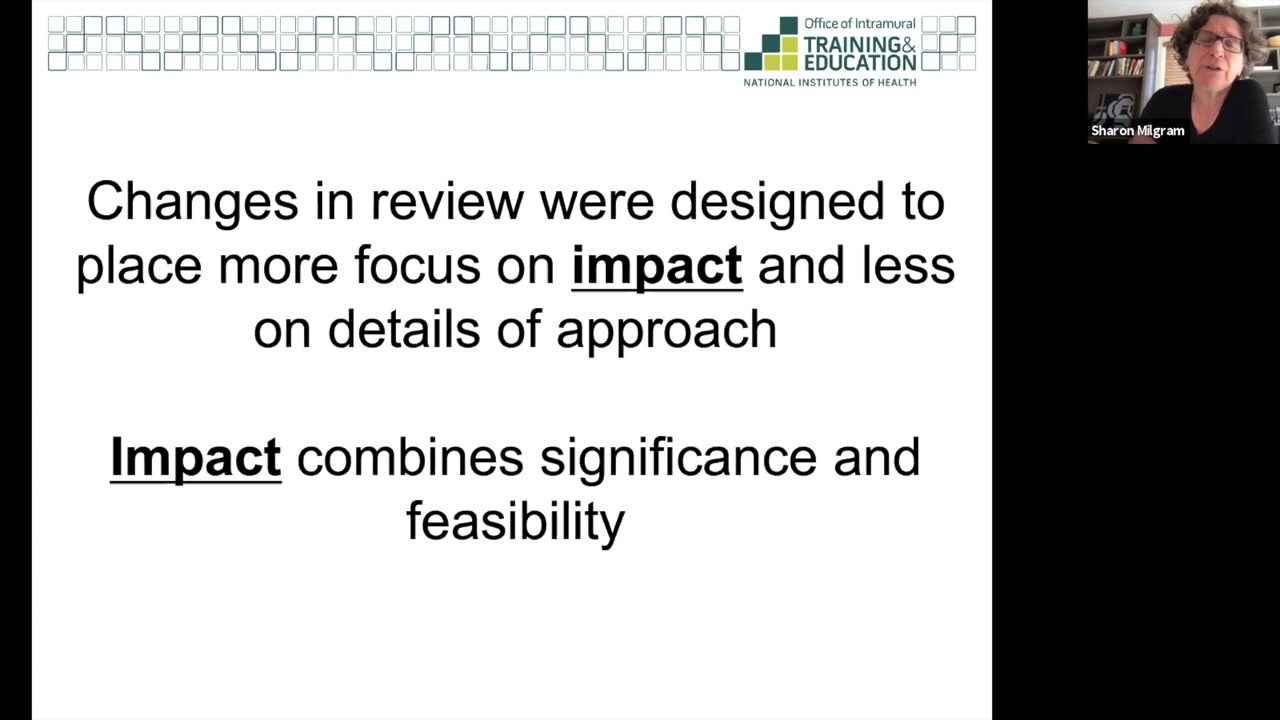 Office of Intramural
TRAINING&
EDUCATION
NATIONAL INSTITUTES OF HEALTH
Sharon Milgram
Changes in review were designed to
place more focus on impact and less
on details of approach
Impact combines significance and
feasibility